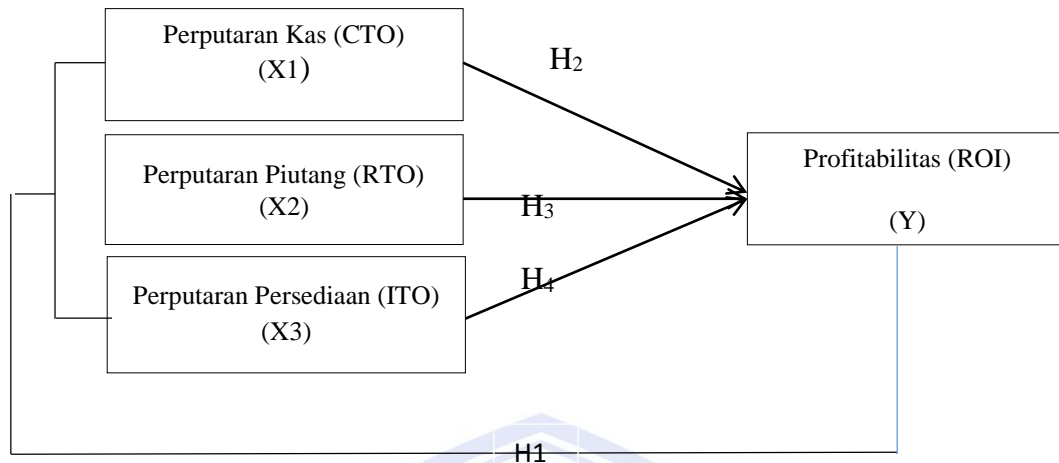 Perputaran Kas (CTO)
(X1)
H2
Perputaran Piutang (RTO)
(X2)
H3
Profitabilitas (ROI)
(Y)
Perputaran Persediaan (ITO)
(X3)
H4
H1